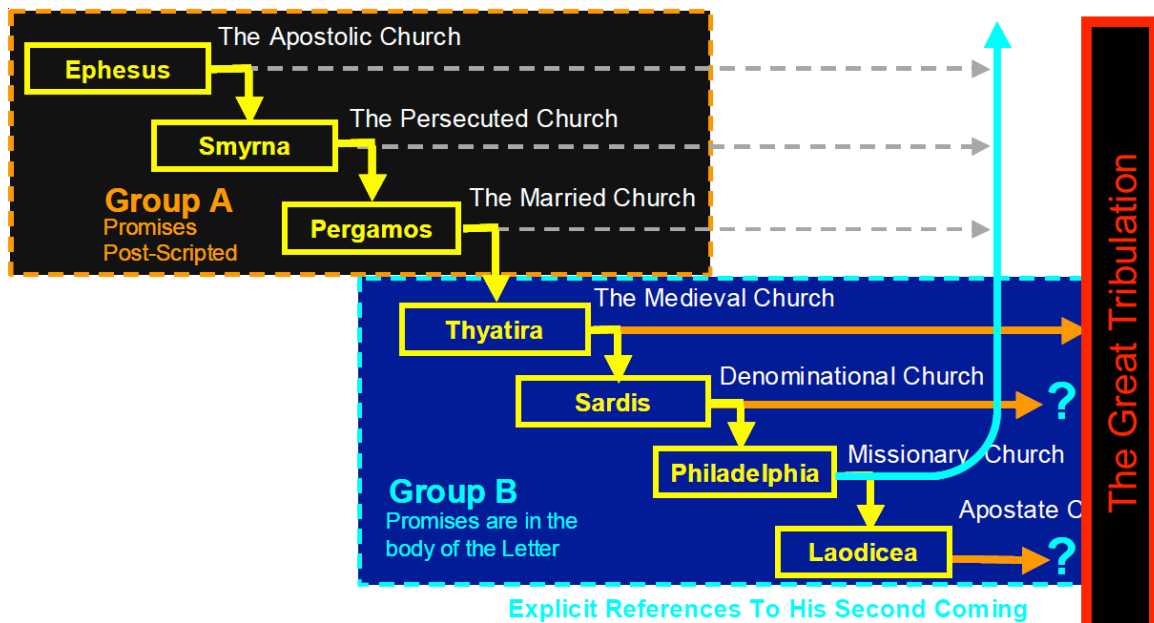 The Apostolic Church
Ephesus
The Persecuted Church
Smyrna
Group A
Promises
Post-Scripted
The Married Church
Pergamos
The Medieval Church
Thyatira
Denominational Church
Sardis
?
Missionary Church
Philadelphia
Group B
Promises are in the
body of the Letter
Apostate C
Laodicea
?
Explicit References To His Second Coming
The Great Tribulation